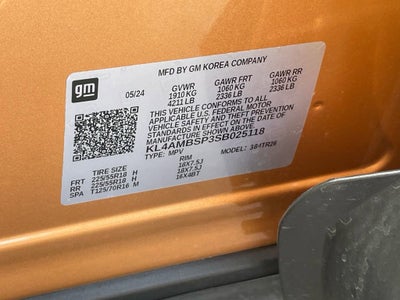 gm
MFD BY GM KOREA COMPANY
05/24 GVWR GAWR FRT GAWR RR
1910 KG 1060 KG 1060 KG
4211 LB 2336 LB 2336 LB
THIS VEHICLE CONFORMS TO ALL
APPLICABLE U.S. FEDERAL MOTOR
VEHICLE SAFETY AND THEFT PREVENTION
STANDARDS IN EFFECT ON THE DATE OF
MANUFACTURE SHOWN ABOVE
KL4AMBSP3SB025118
TYPE: MPV MODEL:
TIRE SIZE RIM
FRT 225/55R18 H 18X7.5J
RR 225/55R18 H 18X7.5J
SPA T125/70R16 M 16X4BT